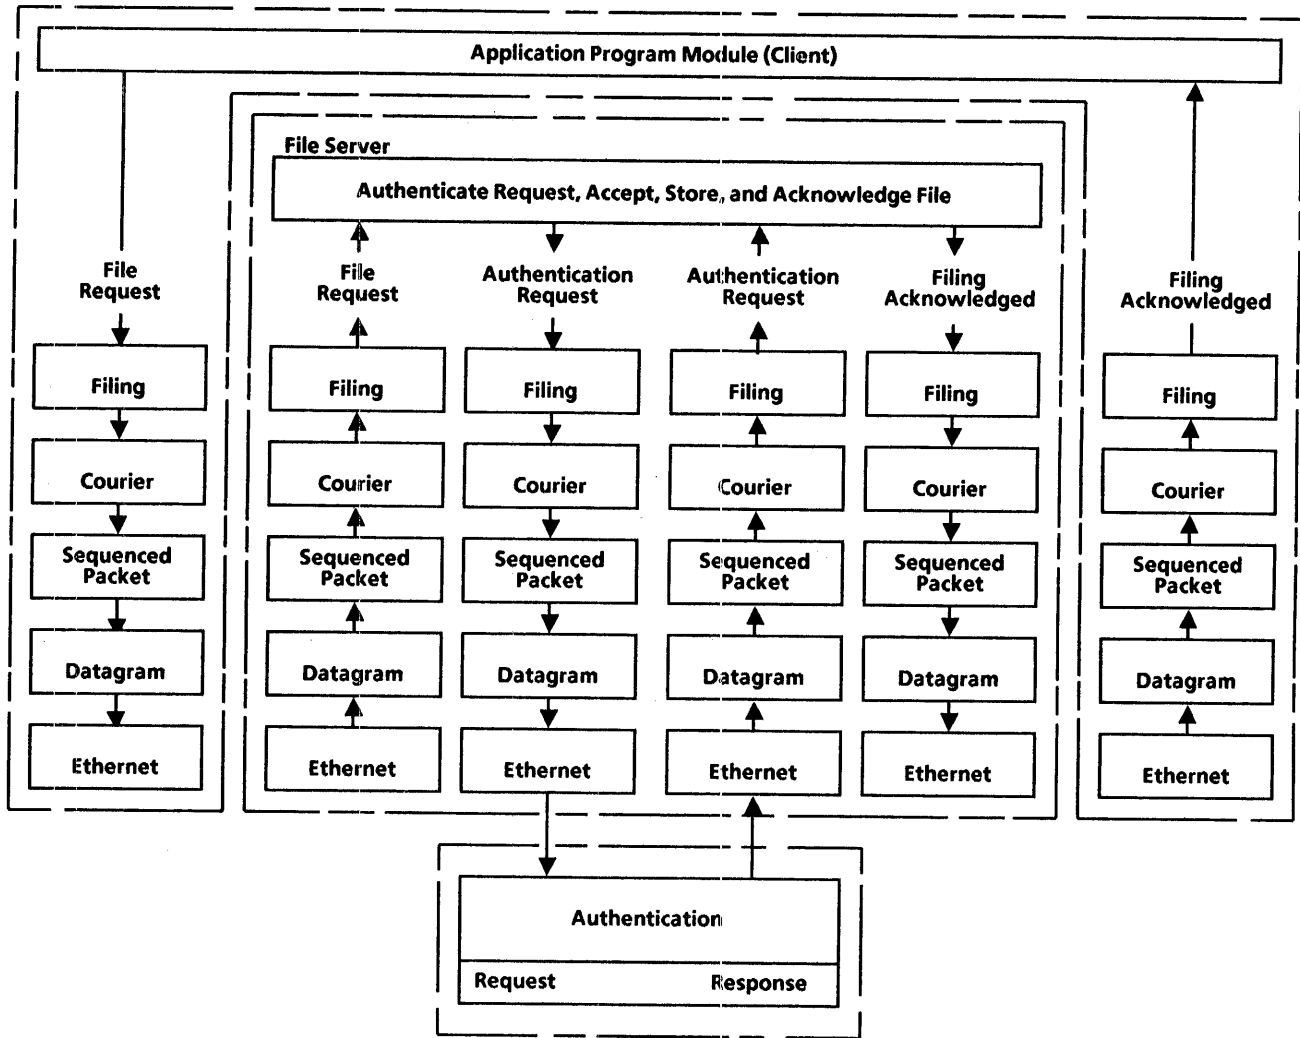 Application Program Module (Client)
File Server
Authenticate Request, Accept, Store, and Acknowledge File
File
Request
File
Request
Authentication
Request
Authentication
Request
Filing
Acknowledged
Filing
Acknowledged
Filing
Filing
Filing
Filing
Filing
Filing
Courier
Courier
Courier
Courier
Courier
Courier
Sequenced
Packet
Sequenced
Packet
Sequenced
Packet
Sequenced
Packet
Sequenced
Packet
Sequenced
Packet
Datagram
Datagram
Datagram
Datagram
Datagram
Datagram
Ethernet
Ethernet
Ethernet
Ethernet
Ethernet
Ethernet
Authentication
Request
Response